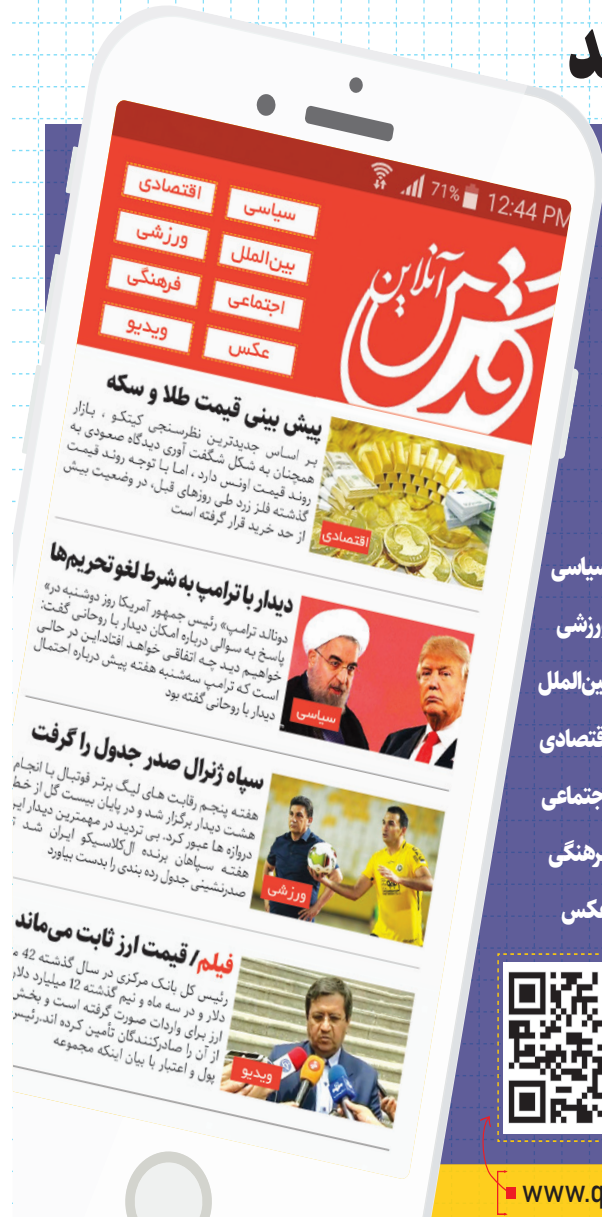 71% 12:44 PM
قدس آنلاین
سیاسی
اقتصادی
بین‌الملل
ورزشی
اجتماعی
فرهنگی
عکس
ویدیو
پیش بینی قیمت طلا و سکه
بر اساس جدیدترین نظرسنجی کیتکو ، بازار
همچنان به شکل شگفت آوری دیدگاه صعودی به
روند قیمت اونس دارد ، اما با توجه روند قیمت
گذشته فلز زرد طی روزهای قبل، در وضعیت بیش
از حد خرید قرار گرفته است
اقتصادی
دیدار با ترامپ به شرط لغو تحریم‌ها
دونالد ترامپ» رئیس جمهور آمریکا روز دوشنبه در»
پاسخ به سوالی درباره امکان دیدار با روحانی گفت:
خواهیم دید چه اتفاقی خواهد افتاد.این در حالی
است که ترامپ سه‌شنبه هفته پیش درباره احتمال
دیدار با روحانی گفته بود
سیاسی
سپاه ژنرال صدر جدول را گرفت
هفته پنجم رقابت های لیگ برتر فوتبال با انجام
هشت دیدار برگزار شد و در پایان بیست گل از خط
دروازه ها عبور کرد. بی تردید در مهمترین دیدار این
هفته سپاهان برنده ال‌کلاسیکو ایران شد
صدرنشینی جدول رده بندی را بدست بیاورد
ورزشی
فیلم/ قیمت ارز ثابت می‌ماند
رئیس کل بانک مرکزی در سال گذشته 42
دلار و در سه ماه و نیم گذشته 12 میلیارد دلار
ارز برای واردات صورت گرفته است و بخش
از آن را صادرکنندگان تأمین کرده اند.رئیس
پول و اعتبار با بیان اینکه مجموعه
ویدیو
سیاسی
ورزشی
بین‌الملل
اقتصادی
اجتماعی
فرهنگی
عکس
www.q